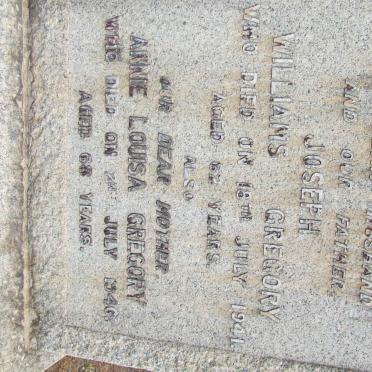 HUSBAND
AND OUR FATHER
JOSEPH
WILLIAMS GREGORY
WHO DIED ON 18TH JULY 1941
AGED 62 YEARS.
ALSO
OUR DEAR MOTHER
ANNIE LOUISA GREGORY
WHO DIED ON JULY 1946
AGED 68 YEARS.